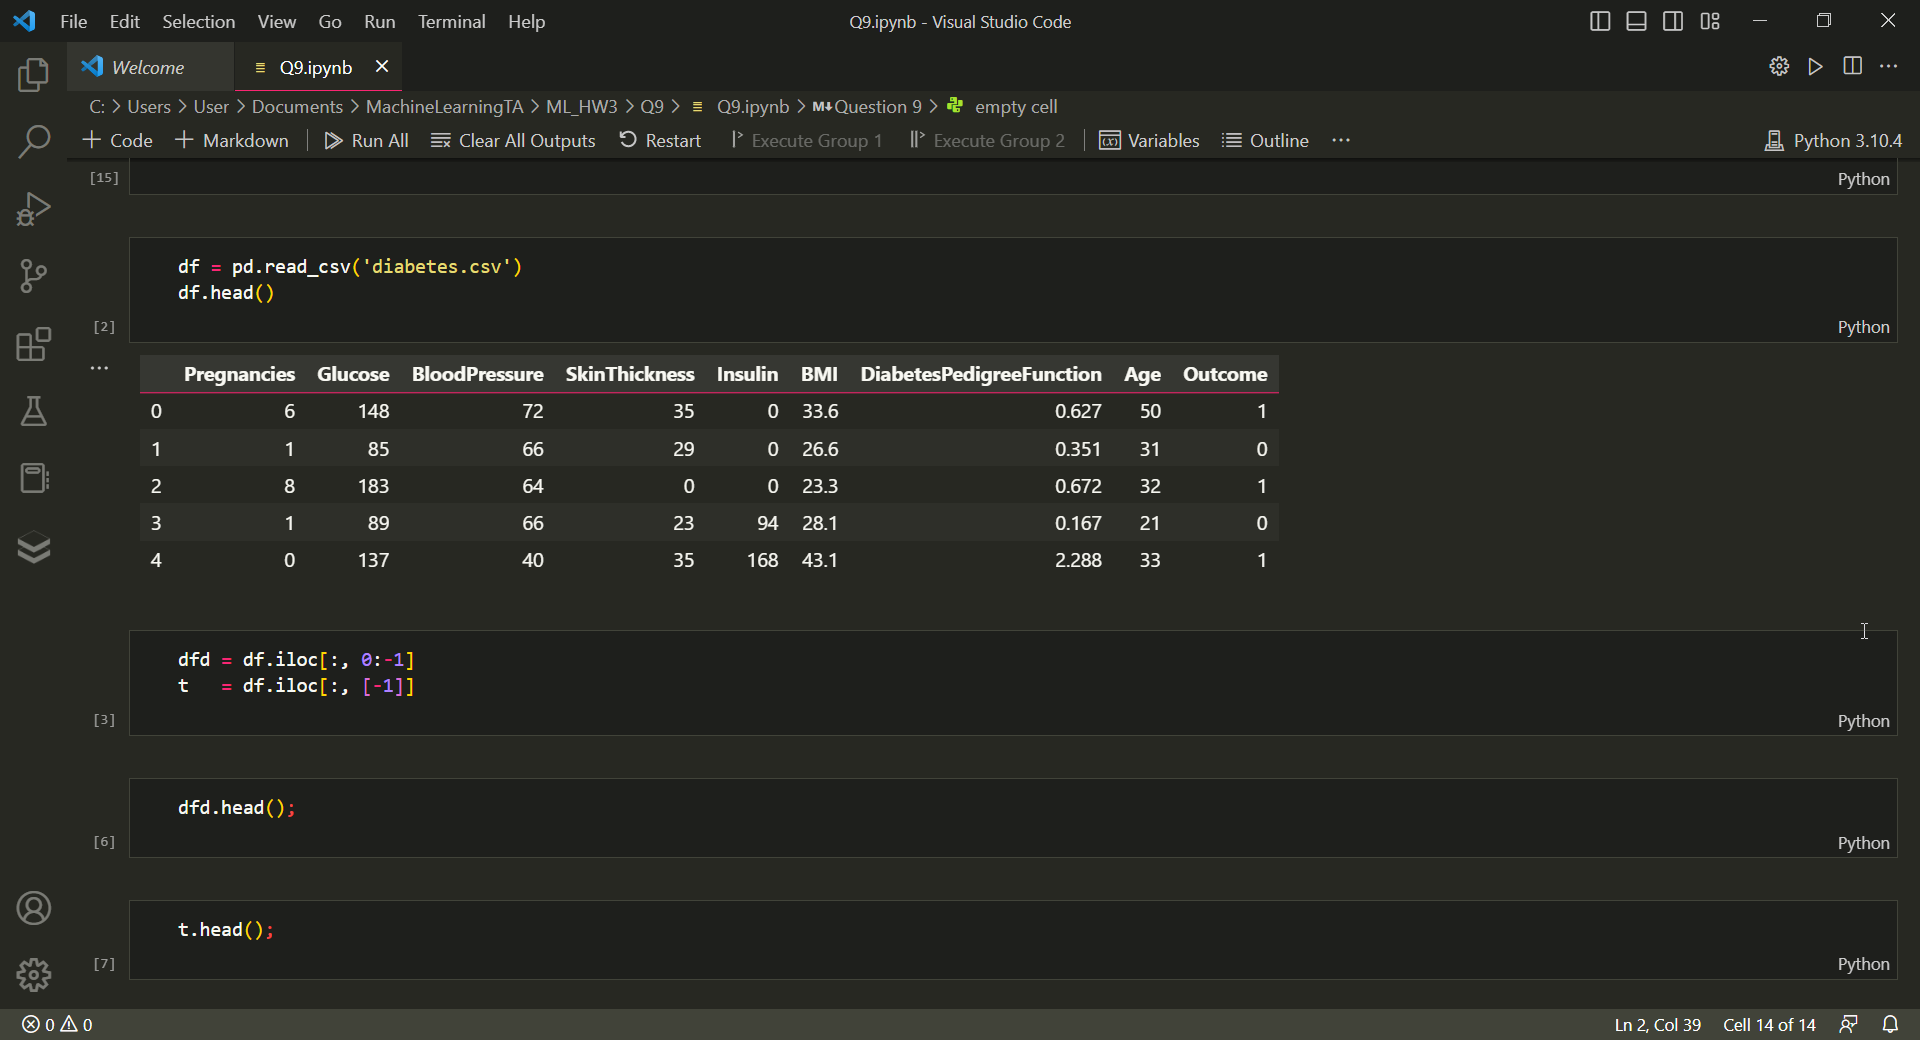 File Edit Selection View Go Run Terminal Help Q9.ipynb - Visual Studio Code
Welcome Q9.ipynb
C: > Users > User > Documents > MachineLearningTA > ML_HW3 > Q9 > Q9.ipynb > M↓Question 9 > empty cell
+ Code + Markdown Run All Clear All Outputs Restart Execute Group 1 Execute Group 2 (x) Variables Outline ... Python 3.10.4
[15] Python
df = pd.read_csv('diabetes.csv')
df.head()
[2] Python
...
Pregnancies Glucose BloodPressure SkinThickness Insulin BMI DiabetesPedigreeFunction Age Outcome
0 6 148 72 35 0 33.6 0.627 50 1
1 1 85 66 29 0 26.6 0.351 31 0
2 8 183 64 0 0 23.3 0.672 32 1
3 1 89 66 23 94 28.1 0.167 21 0
4 0 137 40 35 168 43.1 2.288 33 1
dfd = df.iloc[:, 0:-1]
t   = df.iloc[:, [-1]]
[3] Python
dfd.head();
[6] Python
t.head();
[7] Python
0 0 Ln 2, Col 39 Cell 14 of 14